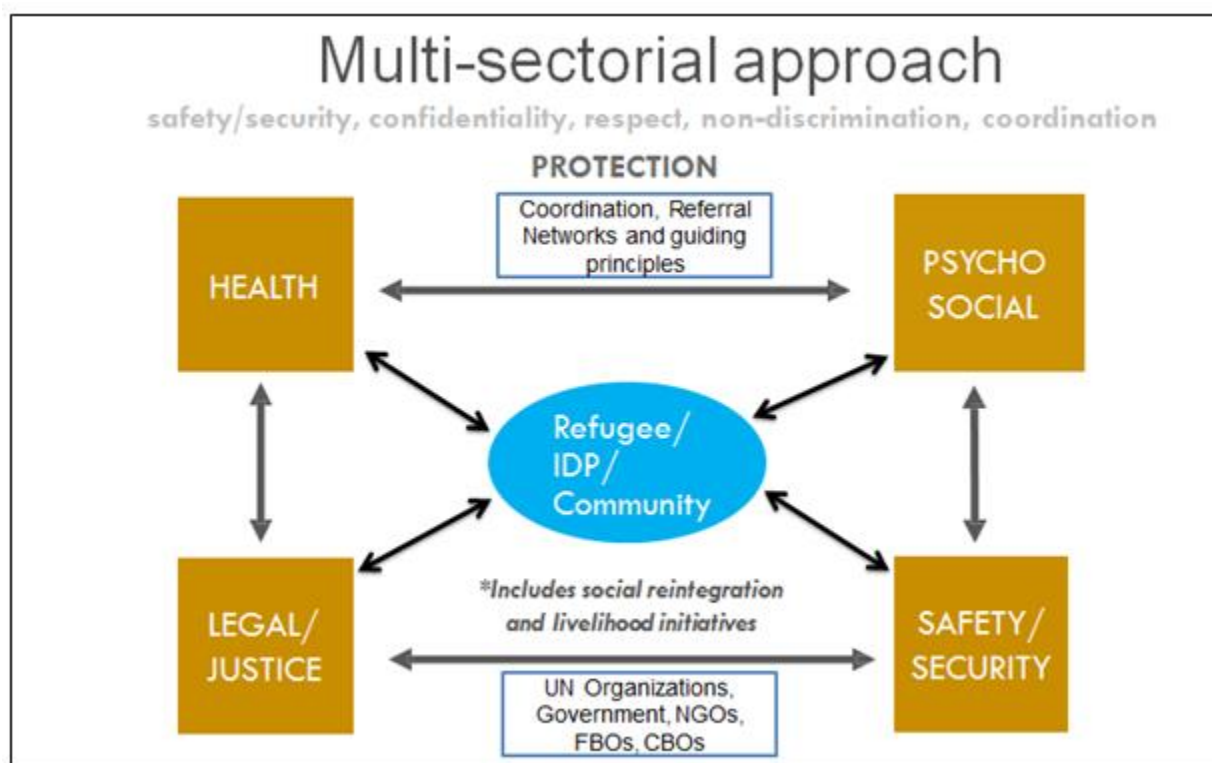 Multi-sectorial approach
safety/security, confidentiality, respect, non-discrimination, coordination
PROTECTION
Coordination, Referral
Networks and guiding
principles
HEALTH
PSYCHO
SOCIAL
Refugee/
IDP/
Community
*Includes social reintegration
and livelihood initiatives
LEGAL/
JUSTICE
SAFETY/
SECURITY
UN Organizations,
Government, NGOs,
FBOs, CBOs